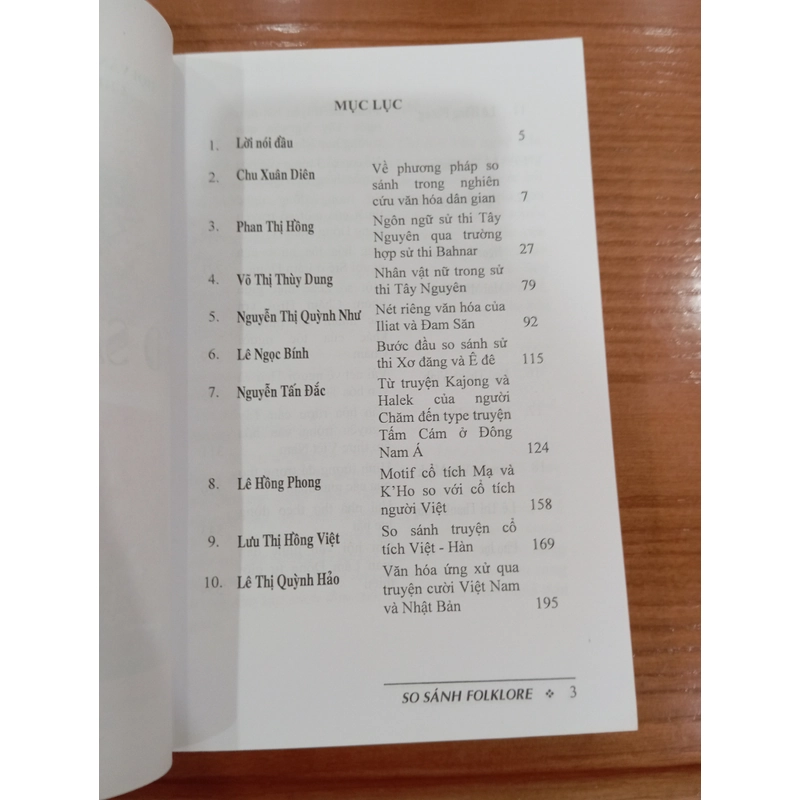 MỤC LỤC
1. Lời nói đầu 5
2. Chu Xuân Diên Về phương pháp so
sánh trong nghiên
cứu văn hóa dân gian 7
3. Phan Thị Hồng Ngôn ngữ sử thi Tây
Nguyên qua trường
hợp sử thi Bahnar 27
4. Võ Thị Thùy Dung Nhân vật nữ trong sử
thi Tây Nguyên 79
5. Nguyễn Thị Quỳnh Như Nét riêng văn hóa của
Iliat và Đam Săn 92
6. Lê Ngọc Bính Bước đầu so sánh sử
thi Xơ đăng và Ê đê 115
7. Nguyễn Tấn Đắc Từ truyện Kajong và
Halek của người
Chăm đến type truyện
Tấm Cám ở Đông
Nam Á 124
8. Lê Hồng Phong Motif cổ tích Mạ và
K’Ho so với cổ tích
người Việt 158
9. Lưu Thị Hồng Việt So sánh truyện cổ
tích Việt - Hàn 169
10. Lê Thị Quỳnh Hảo Văn hóa ứng xử qua
truyện cười Việt Nam
và Nhật Bản 195
SO SÁNH FOLKLORE ❖ 3